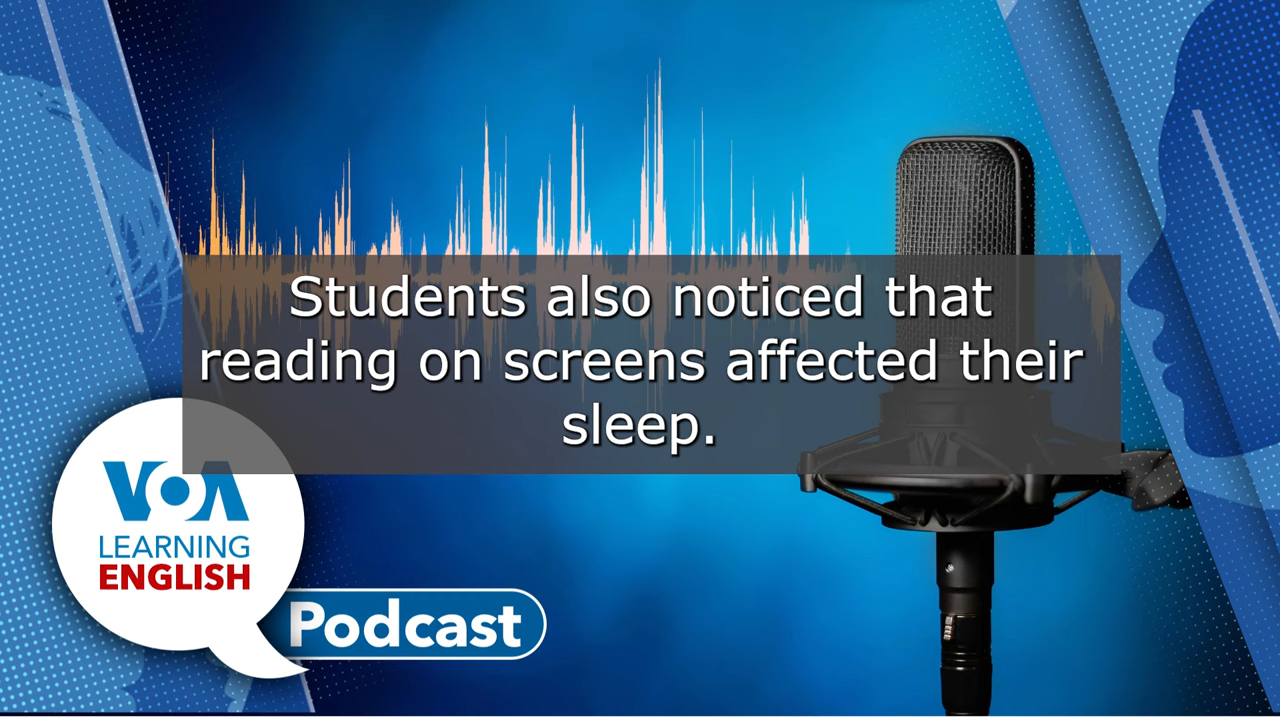 Students also noticed that
reading on screens affected their
sleep.
VOA
LEARNING
ENGLISH
Podcast